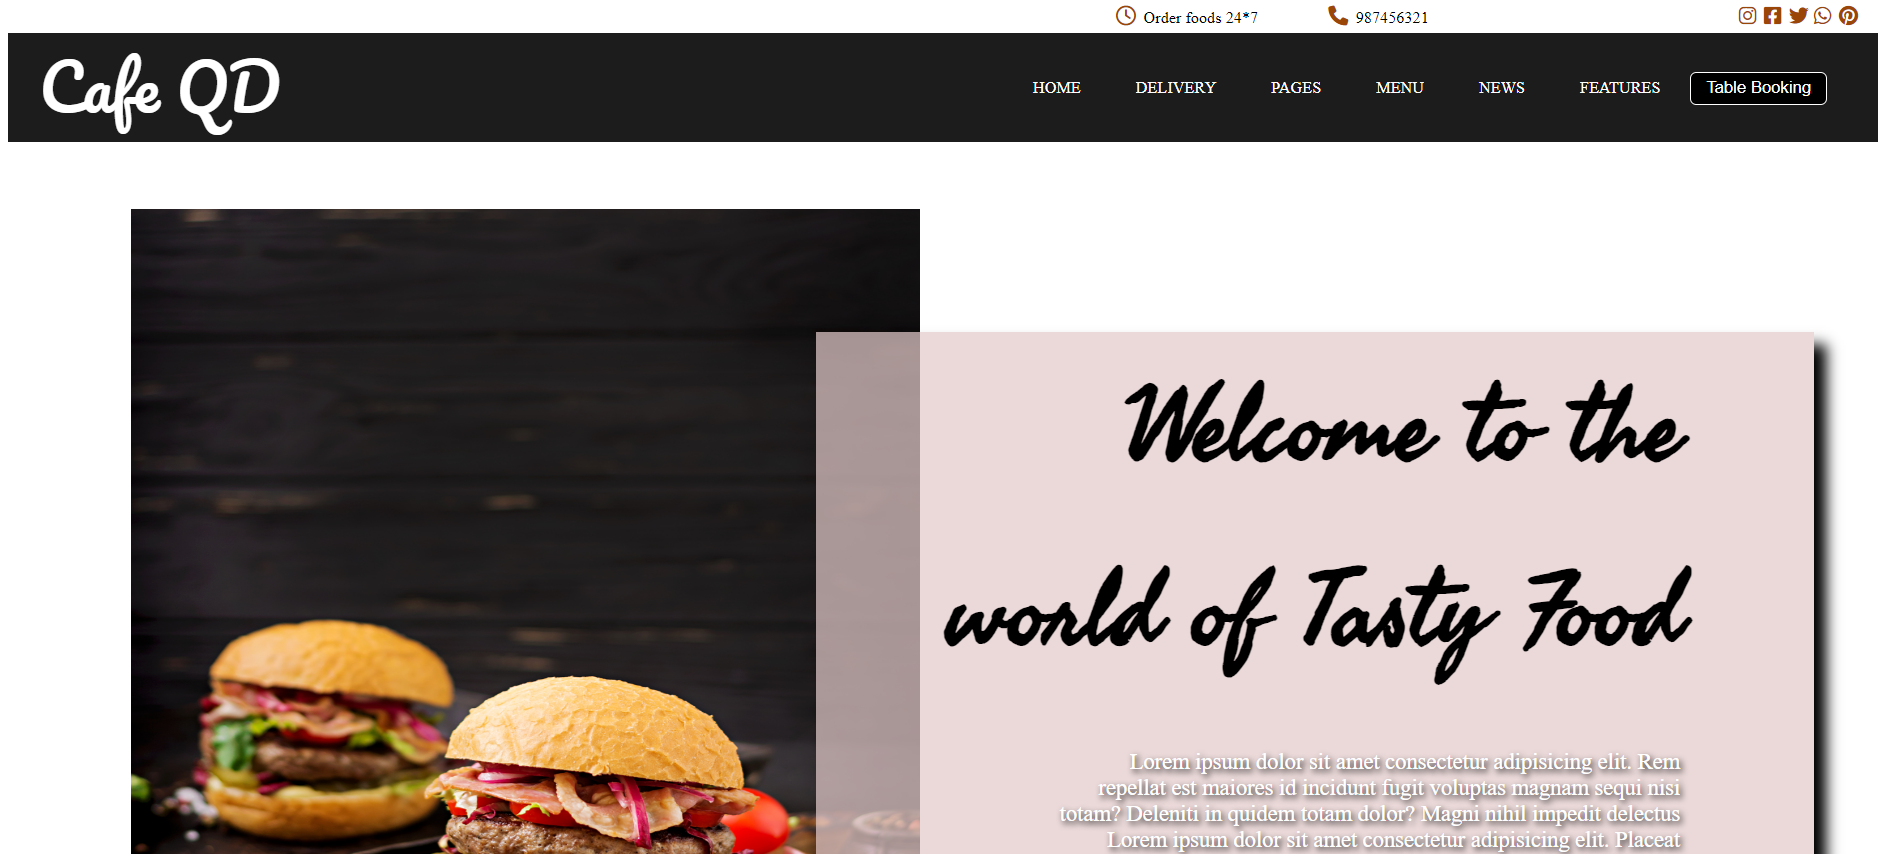 Order foods 24*7
987456321
Cafe QD
HOME DELIVERY PAGES MENU NEWS FEATURES Table Booking
Welcome to the
world of Tasty Food
Lorem ipsum dolor sit amet consectetur adipisicing elit. Rem
repellat est maiores id incidunt fugit voluptas magnam sequi nisi
totam? Deleniti in quidem totam dolor? Magni nihil impedit delectus
Lorem ipsum dolor sit amet consectetur adipisicing elit. Placeat